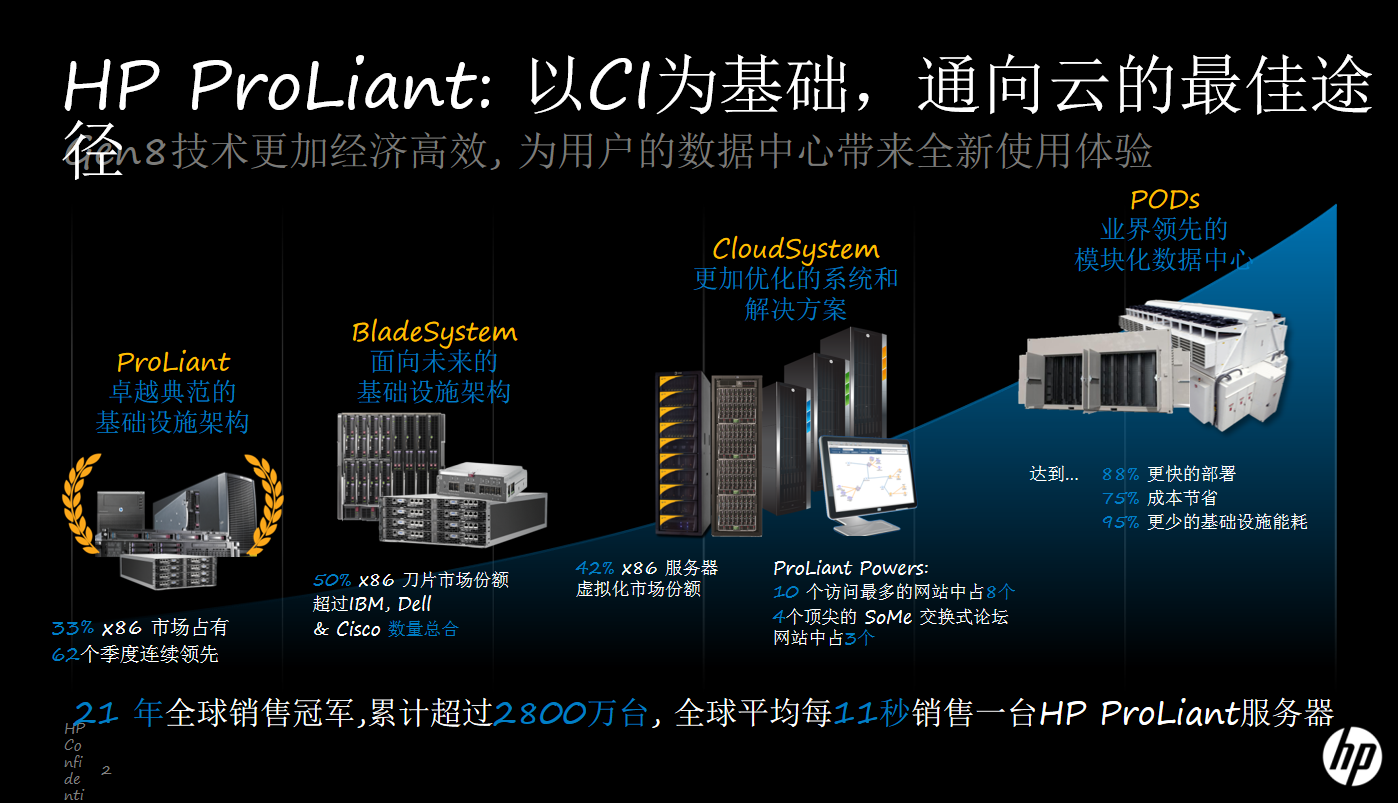 HP ProLiant: 以CI为基础，通向云的最佳途
径
Gen8技术更加经济高效, 为用户的数据中心带来全新使用体验
ProLiant
卓越典范的
基础设施架构
33% x86 市场占有
62个季度连续领先
BladeSystem
面向未来的
基础设施架构
50% x86 刀片市场份额
超过IBM, Dell
& Cisco 数量总合
CloudSystem
更加优化的系统和
解决方案
42% x86 服务器
虚拟化市场份额
ProLiant Powers:
10 个访问最多的网站中占8个
4个顶尖的 SoMe 交换式论坛
网站中占3个
PODs
业界领先的
模块化数据中心
达到... 88% 更快的部署
75% 成本节省
95% 更少的基础设施能耗
21 年全球销售冠军,累计超过2800万台, 全球平均每11秒销售一台HP ProLiant服务器
HP
Co
nfi
de
nti
2
hp